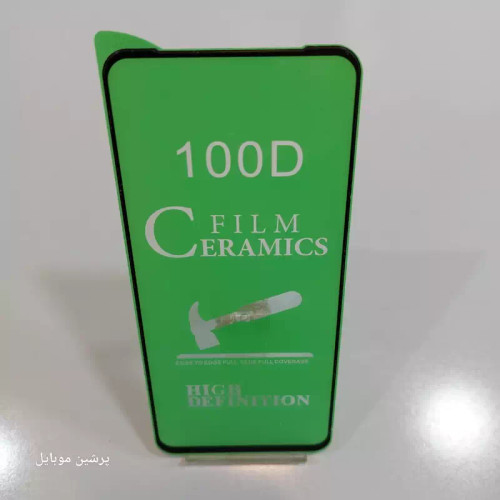 100D
FILM
CERAMICS
HIGH
DEFINITION
پرشین موبایل